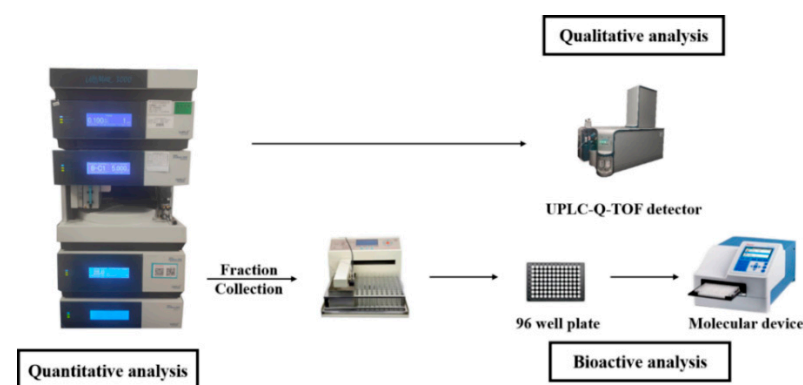 Qualitative analysis
UPLC-Q-TOF detector
Fraction
Collection
96 well plate
Molecular device
Quantitative analysis
Bioactive analysis